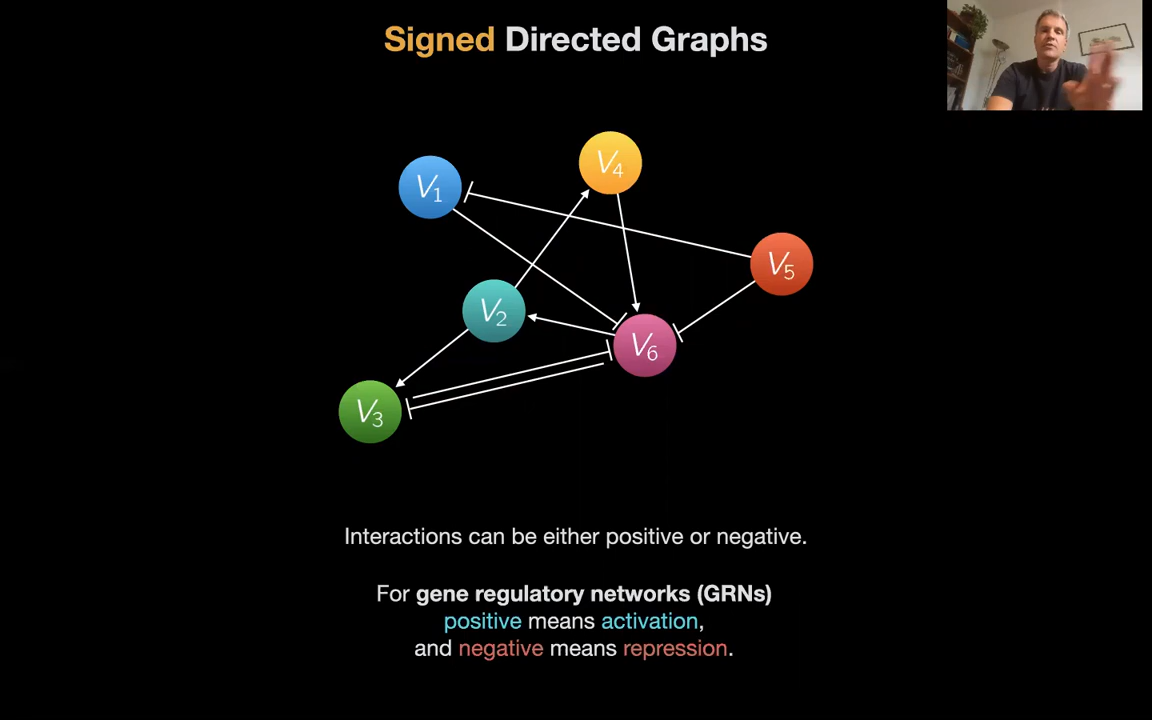 Signed Directed Graphs
V4
V1
V5
V2
V6
V3
Interactions can be either positive or negative.
For gene regulatory networks (GRNs)
positive means activation,
and negative means repression.